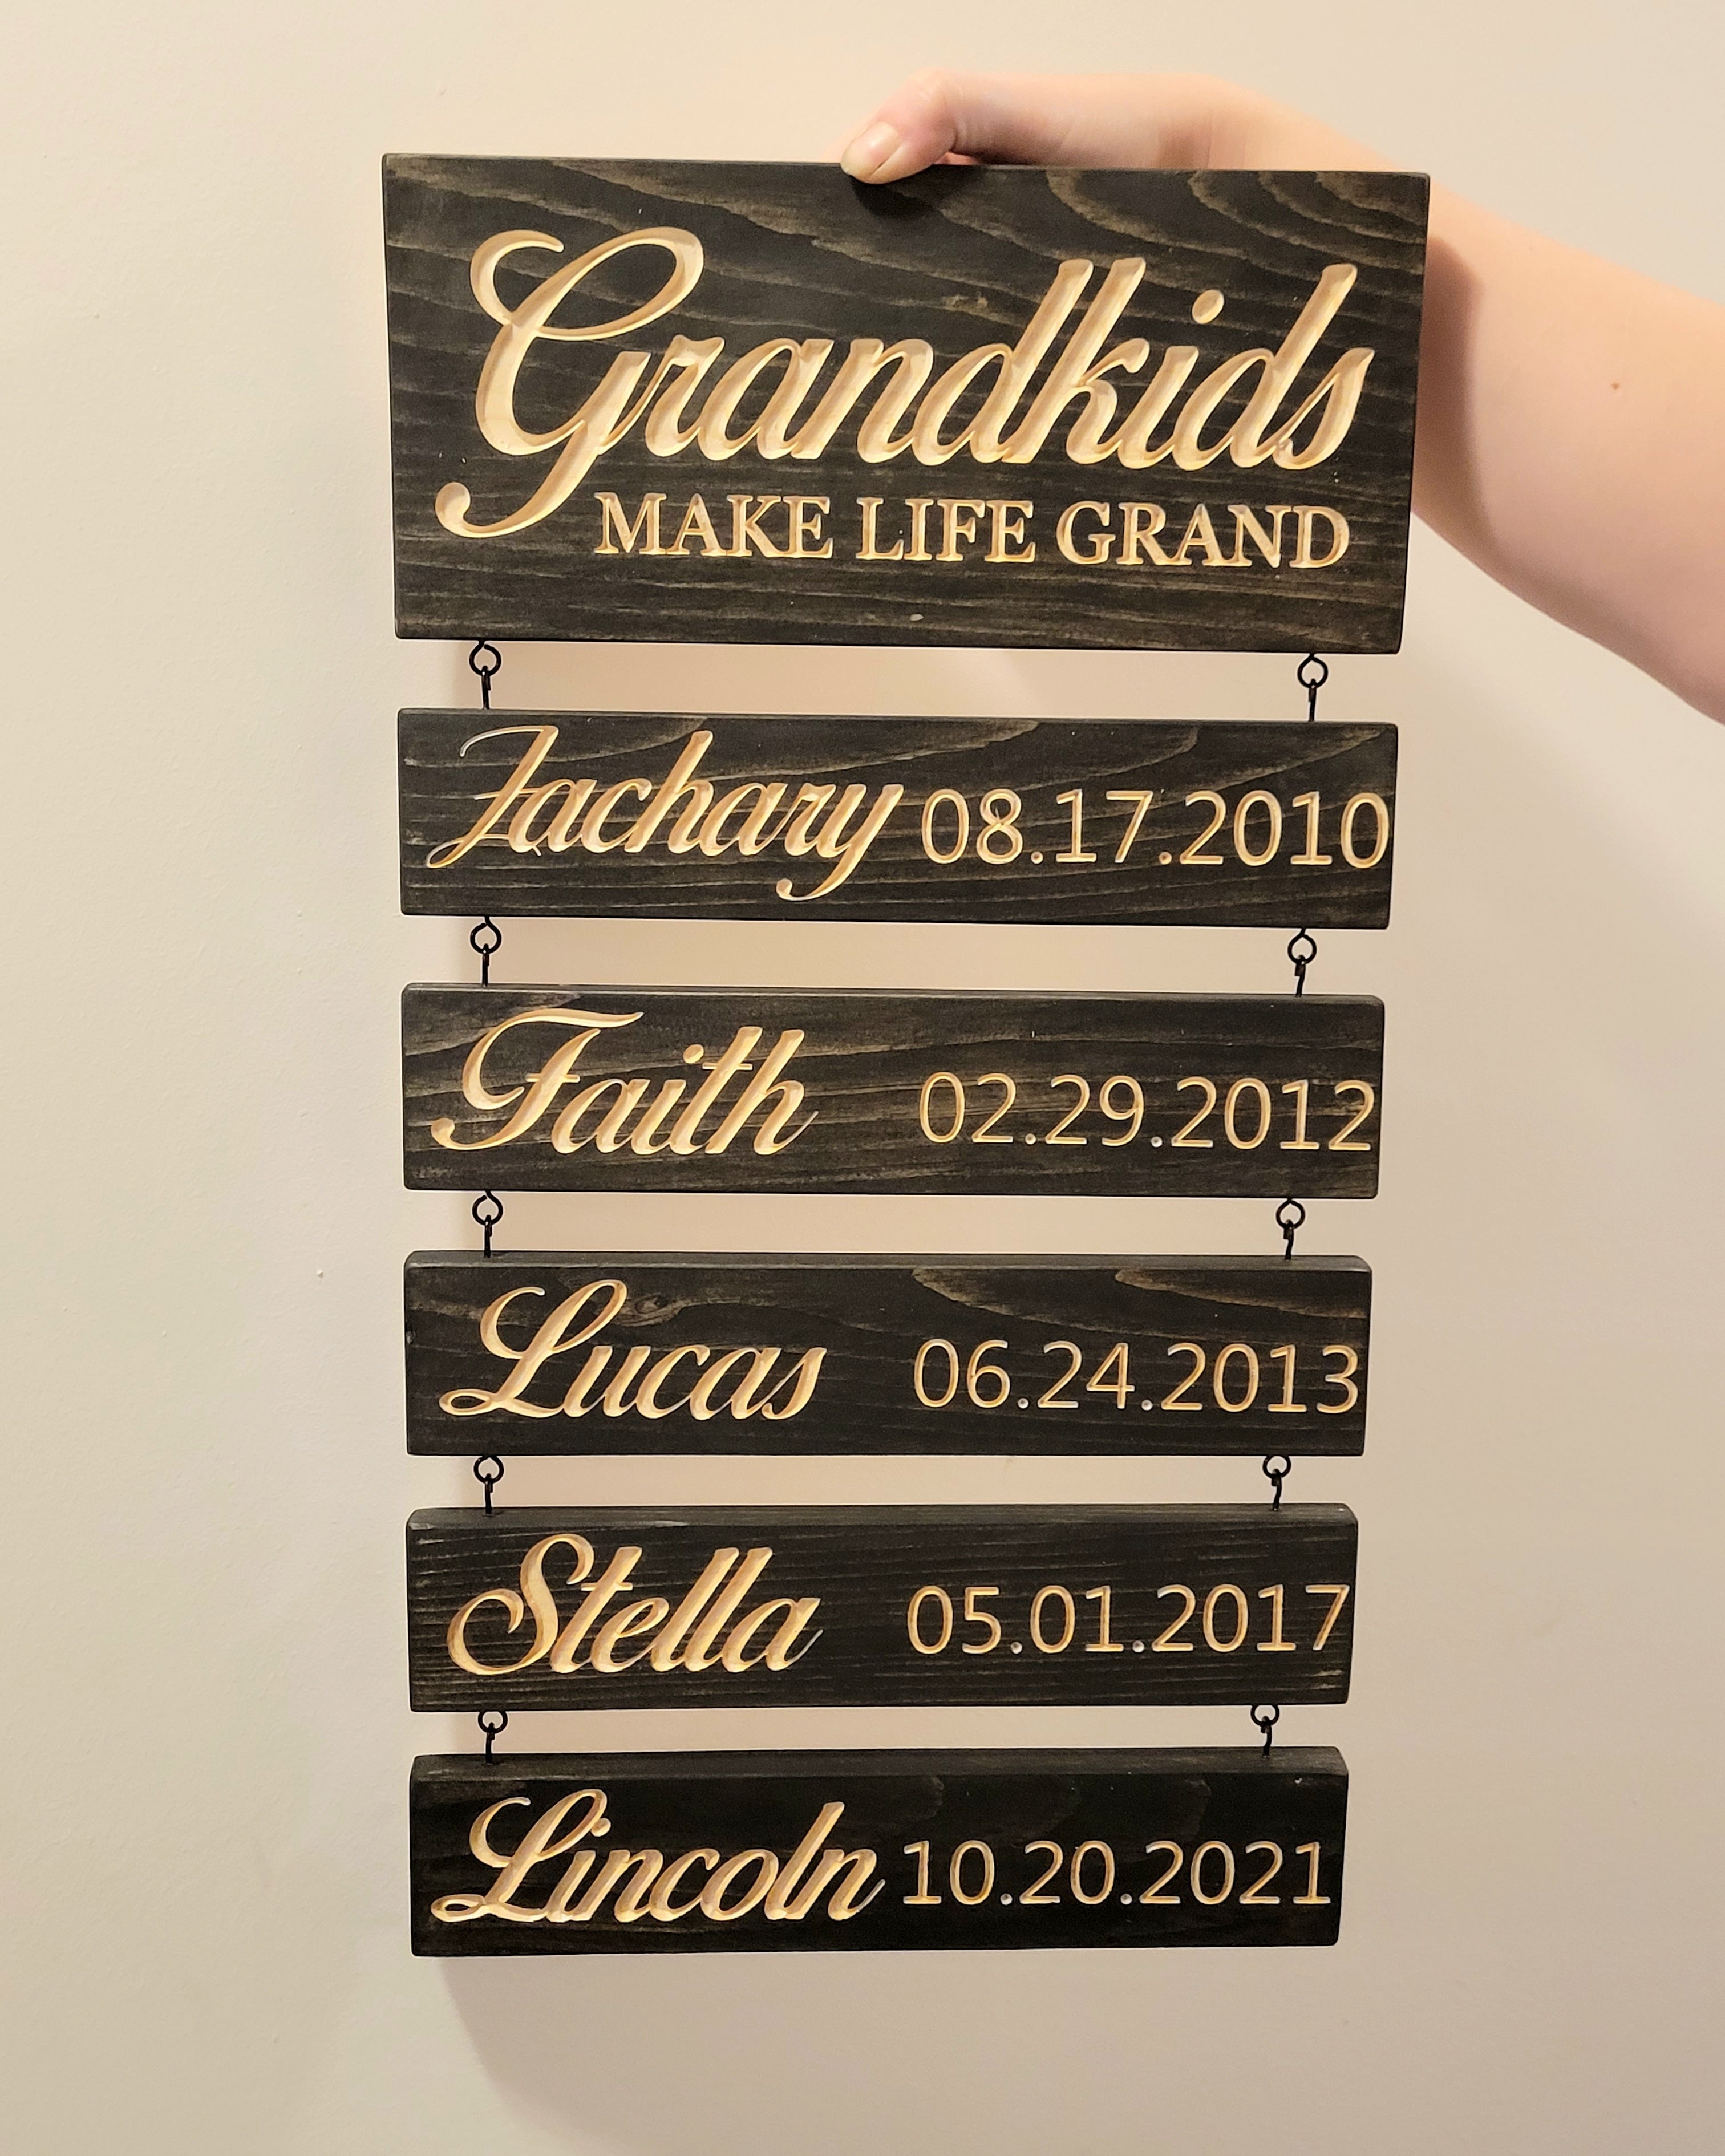 Grandkids
MAKE LIFE GRAND
Zachary 08.17.2010
Faith 02.29.2012
Lucas 06.24.2013
Stella 05.01.2017
Lincoln 10.20.2021